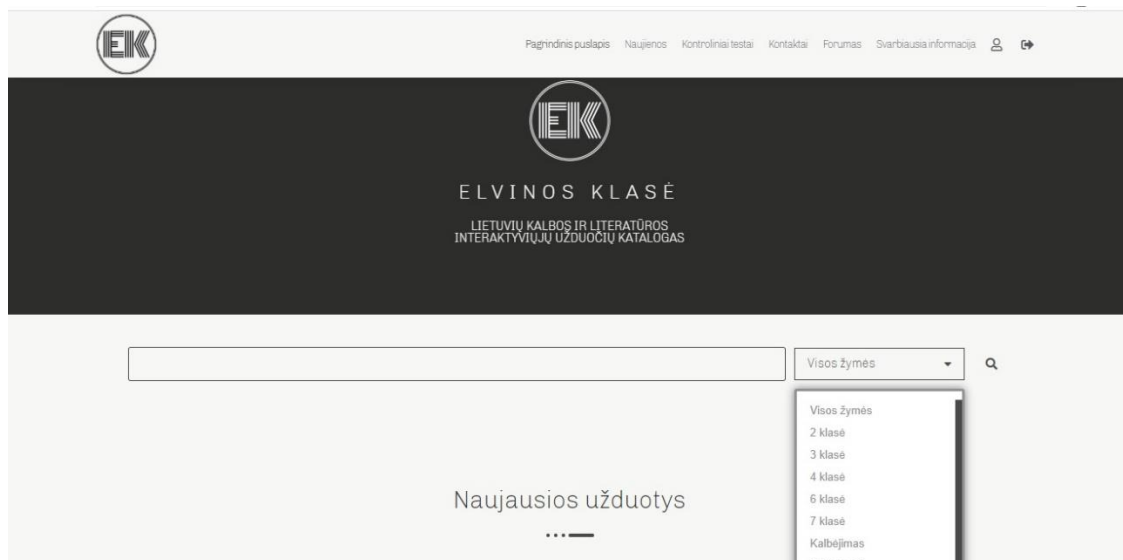 EK
Pagrindinis puslapis Naujienos Kontroliniai testai Kontaktai Forumas Svarbiausia informacija
EK
ELVINOS KLASĖ
LIETUVIŲ KALBOS IR LITERATŪROS
INTERAKTYVIŲJŲ UŽDUOČIŲ KATALOGAS
Visos žymės
Visos žymės
2 klasė
3 klasė
4 klasė
6 klasė
7 klasė
Kalbėjimas
Naujausios užduotys